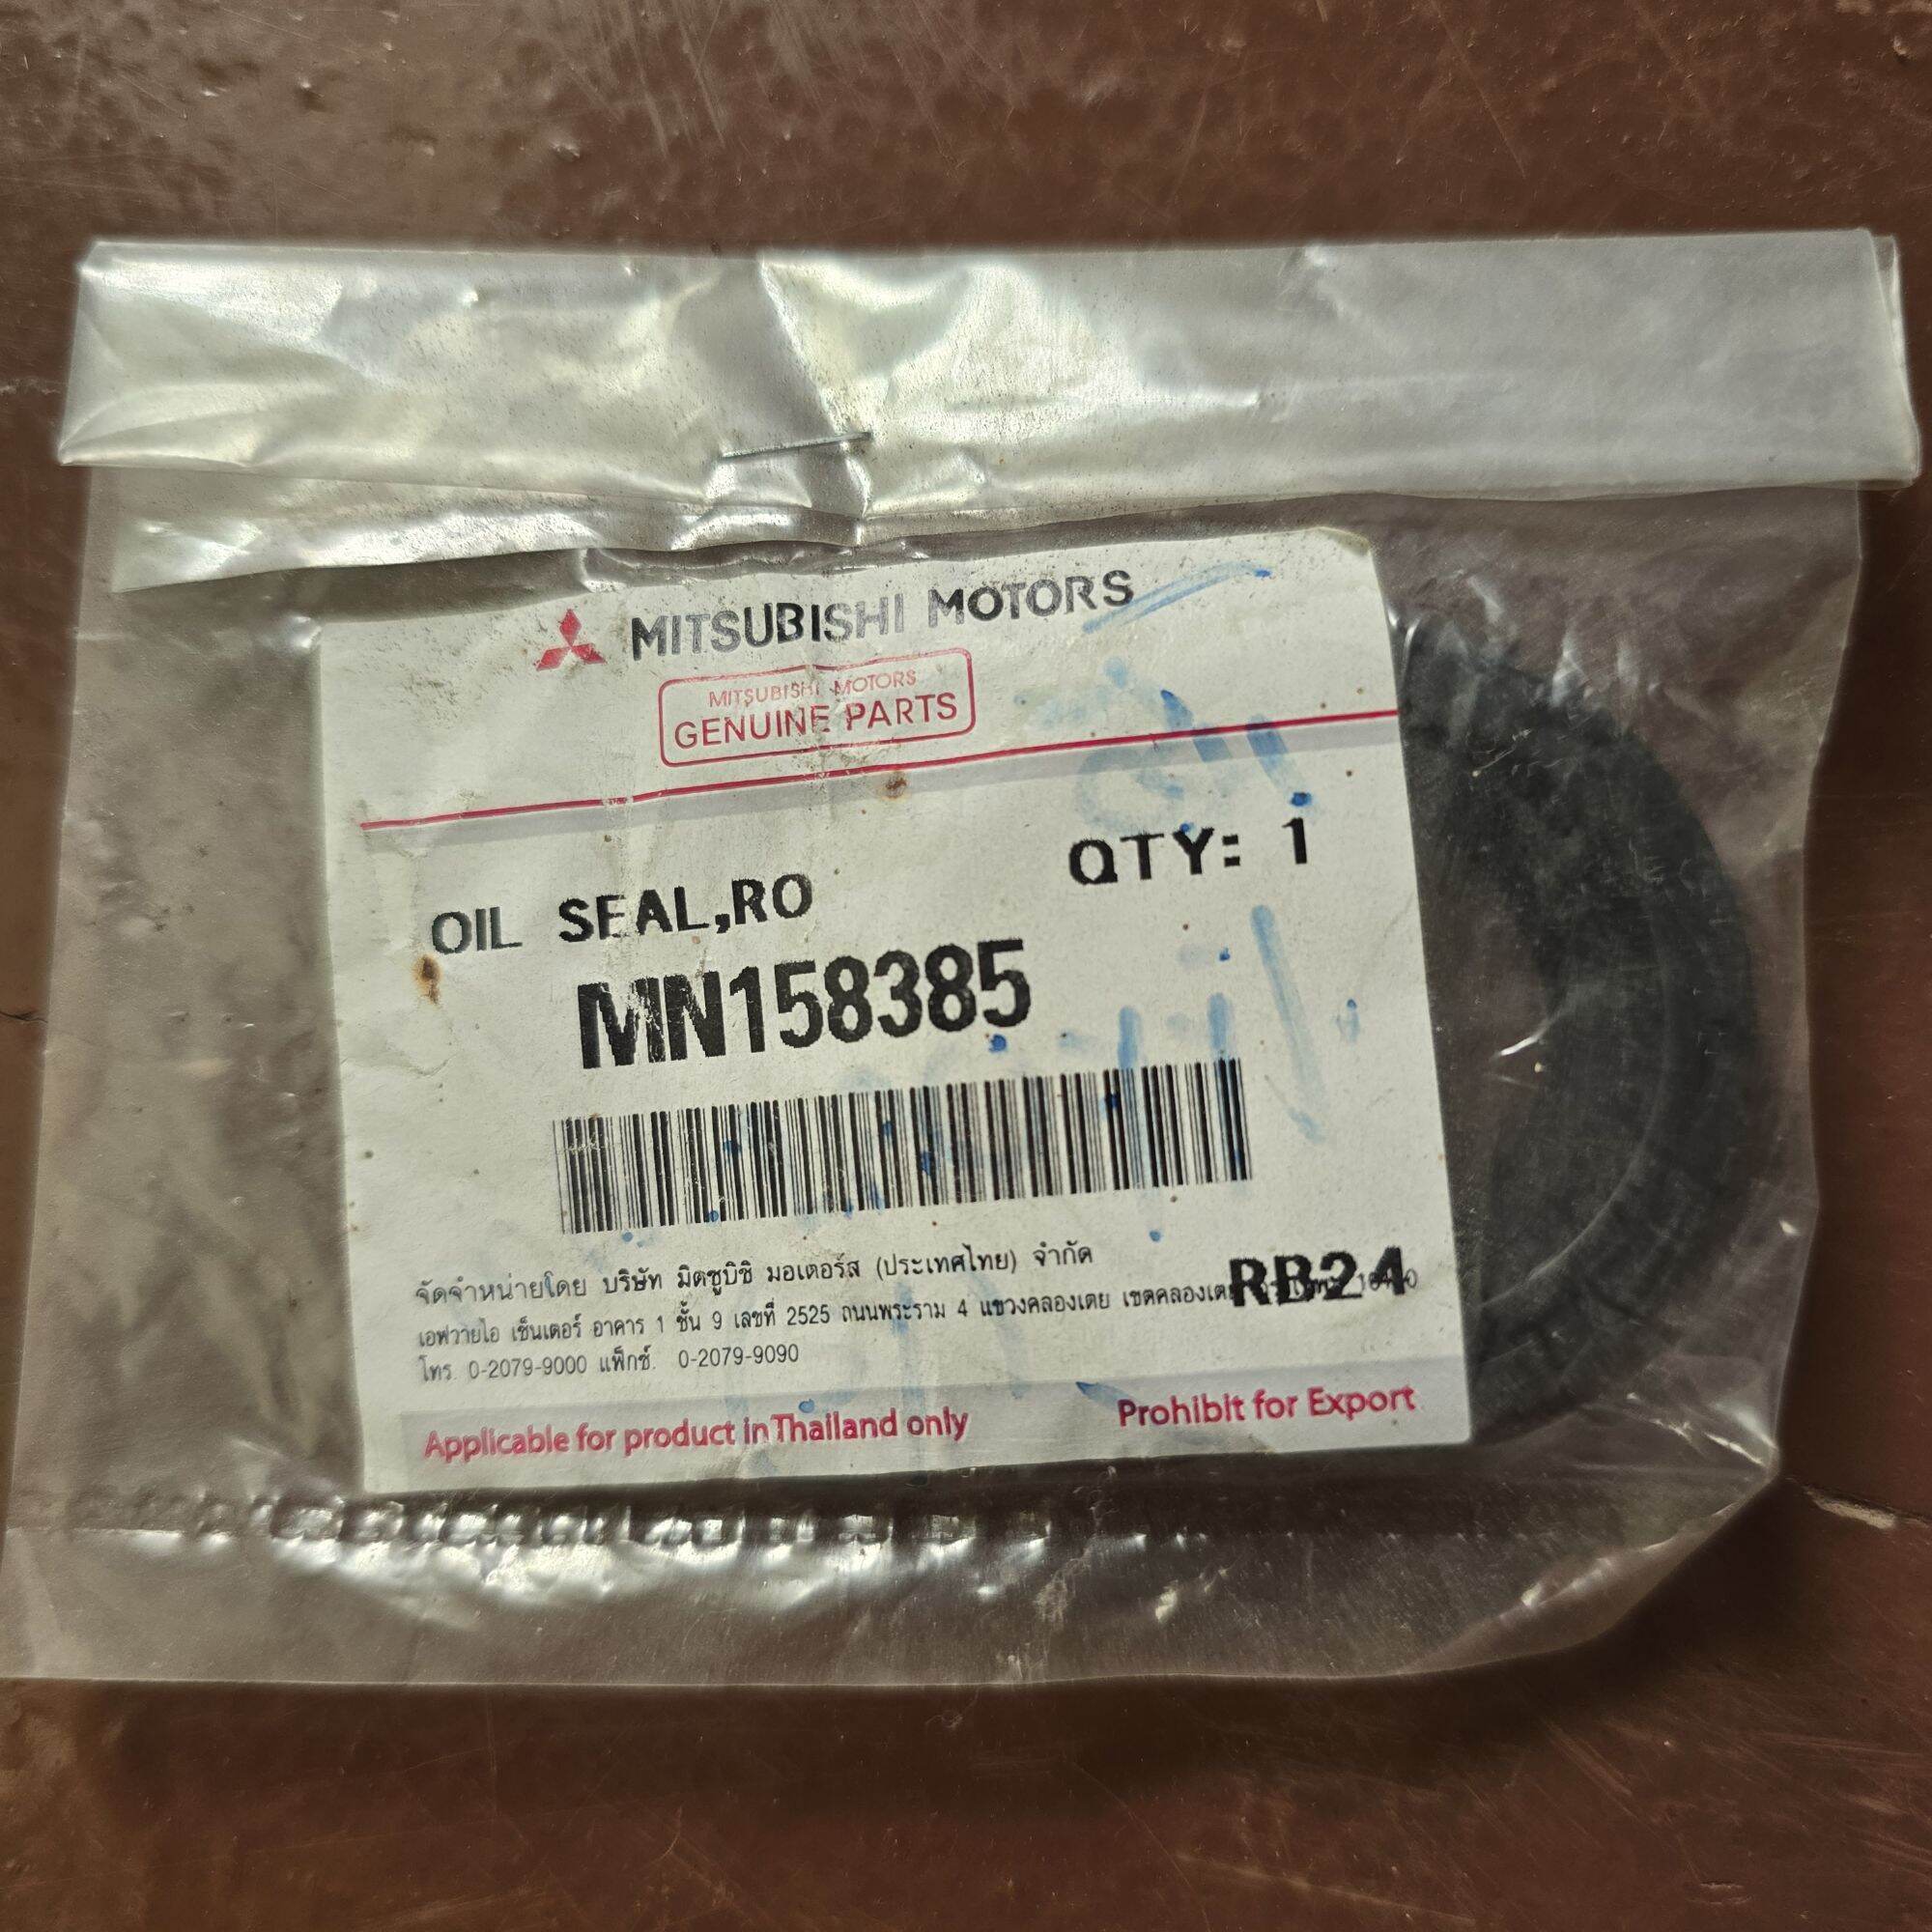 MITSUBISHI MOTORS
MITSUBISHI MOTORS
GENUINE PARTS
QTY: 1
OIL SEAL,RO
MN158385
จัดจำหน่ายโดย บริษัท มิตซูบิชิ มอเตอร์ส (ประเทศไทย) จำกัด
RB24
เอฟวายไอ เซ็นเตอร์ อาคาร 1 ชั้น 9 เลขที่ 2525 ถนนพระราม 4 แขวงคลองเตย
โทร. 0-2079-9000 แฟ็กซ์. 0-2079-9090
Applicable for product in Thailand only
Prohibit for Export